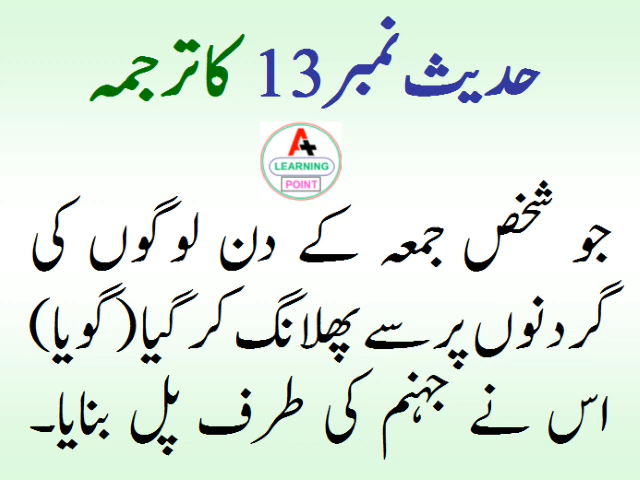 حدیث نمبر 13 کا ترجمہ
A+
LEARNING
POINT
جو شخص جمعہ کے دن لوگوں کی
گردنوں پر سے پھلانگ کر گیا (گویا)
اس نے جہنم کی طرف پل بنایا۔